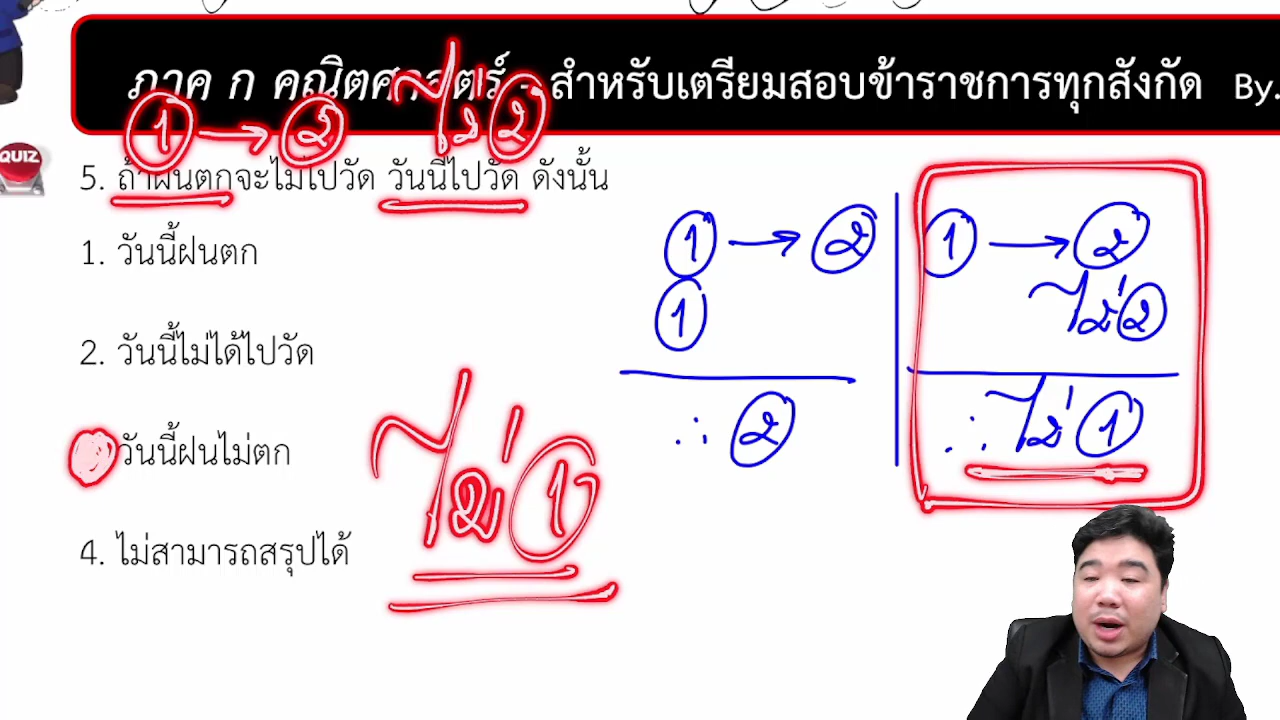 ภาค ก คณิตศาสตร์ - สำหรับเตรียมสอบข้าราชการทุกสังกัด By.
1 → 2 ไม่ 2
QUIZ
5. ถ้าฝนตกจะไม่ไปวัด วันนี้ไปวัด ดังนั้น
1. วันนี้ฝนตก
2. วันนี้ไม่ได้ไปวัด
วันนี้ฝนไม่ตก
4. ไม่สามารถสรุปได้
ไม่ 1
1 → 2
1
∴ 2
1 → 2
ไม่ 2
∴ ไม่ 1